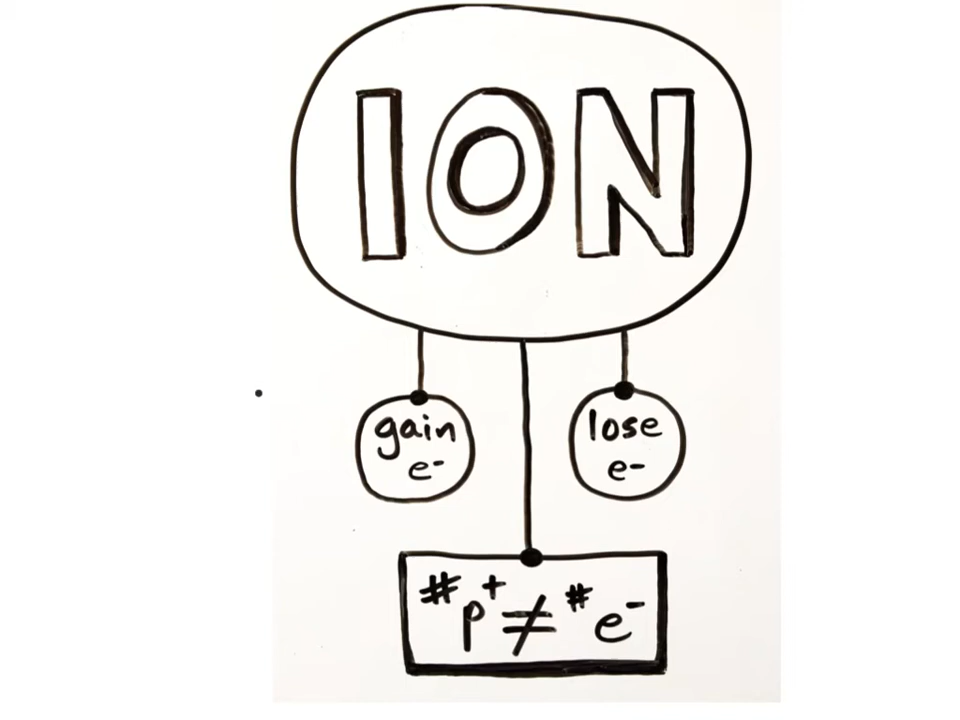 ION
gain
e-
lose
e-
# p⁺ ≠ # e⁻